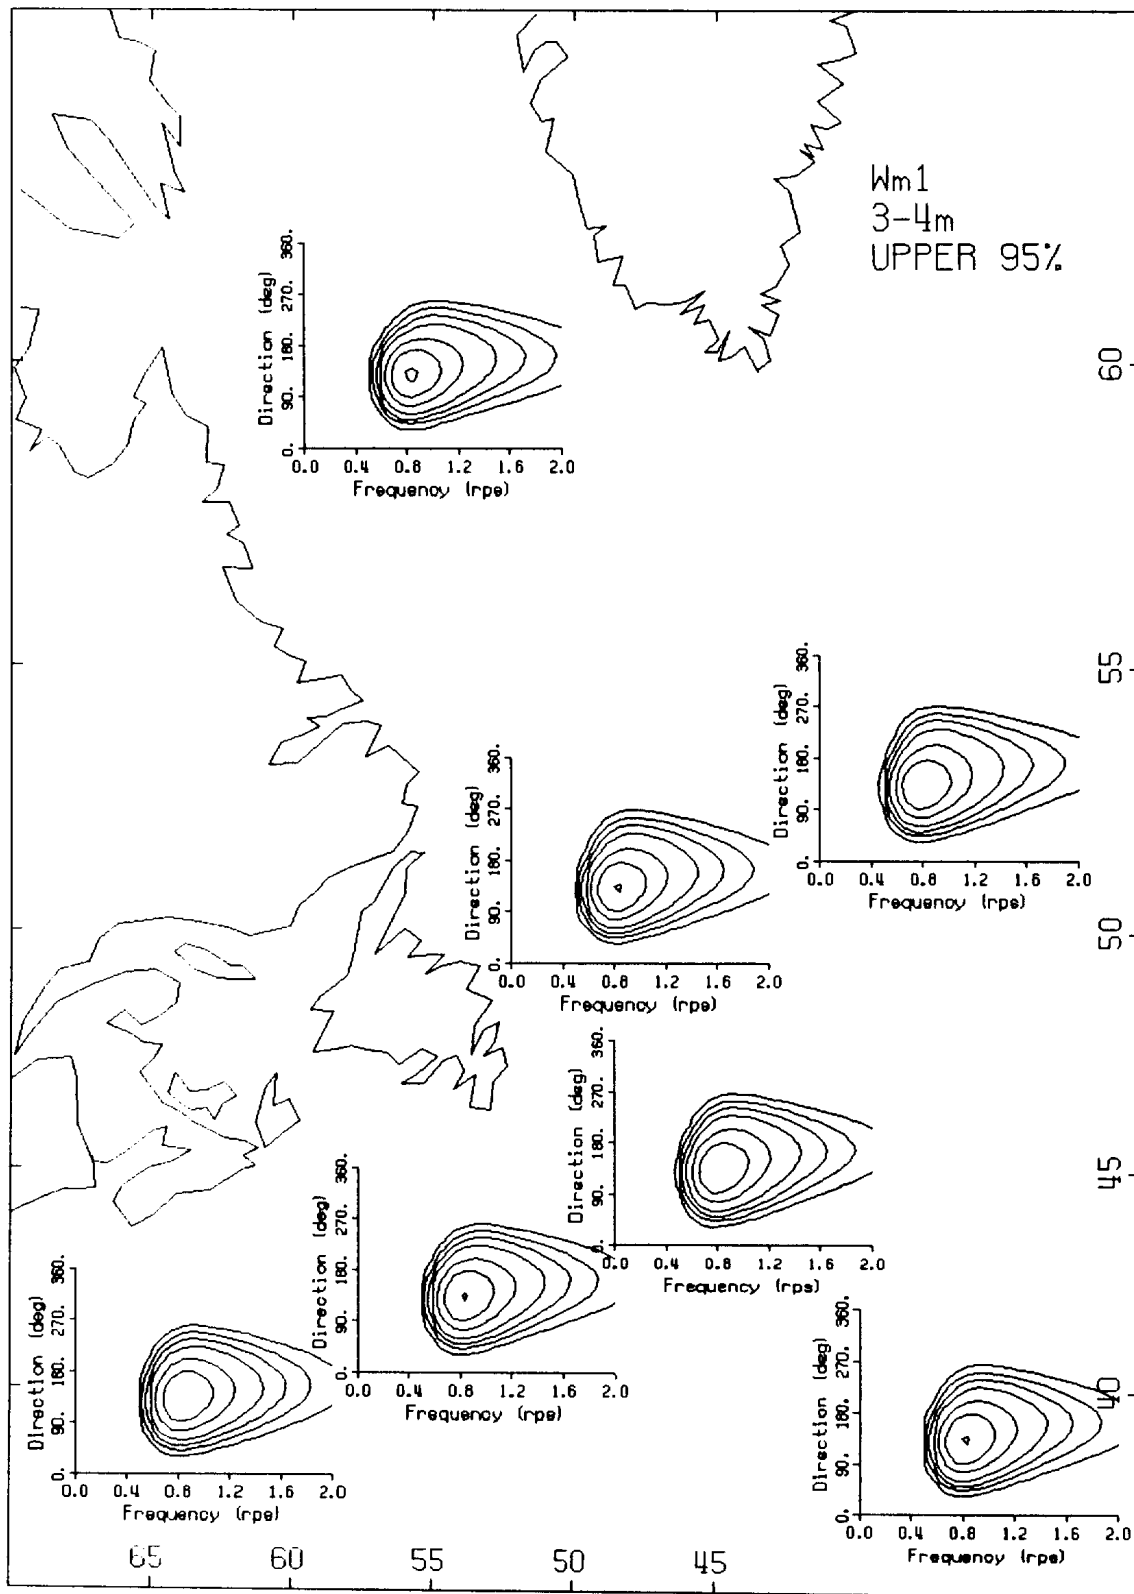 Wm1
3-4m
UPPER 95%
360.
270.
180.
90.
0.
Direction (deg)
0.0 0.4 0.8 1.2 1.6 2.0
Frequency (rps)
60
55
360.
270.
180.
90.
0.
Direction (deg)
0.0 0.4 0.8 1.2 1.6 2.0
Frequency (rps)
360.
270.
180.
90.
0.
Direction (deg)
0.0 0.4 0.8 1.2 1.6 2.0
Frequency (rps)
50
360.
270.
180.
90.
0.
Direction (deg)
0.0 0.4 0.8 1.2 1.6 2.0
Frequency (rps)
45
360.
270.
180.
90.
0.
Direction (deg)
0.0 0.4 0.8 1.2 1.6 2.0
Frequency (rps)
360.
270.
180.
90.
0.
Direction (deg)
0.0 0.4 0.8 1.2 1.6 2.0
Frequency (rps)
360.
270.
180.
90.
0.
Direction (deg)
0.0 0.4 0.8 1.2 1.6 2.0
Frequency (rps)
40
65 60 55 50 45